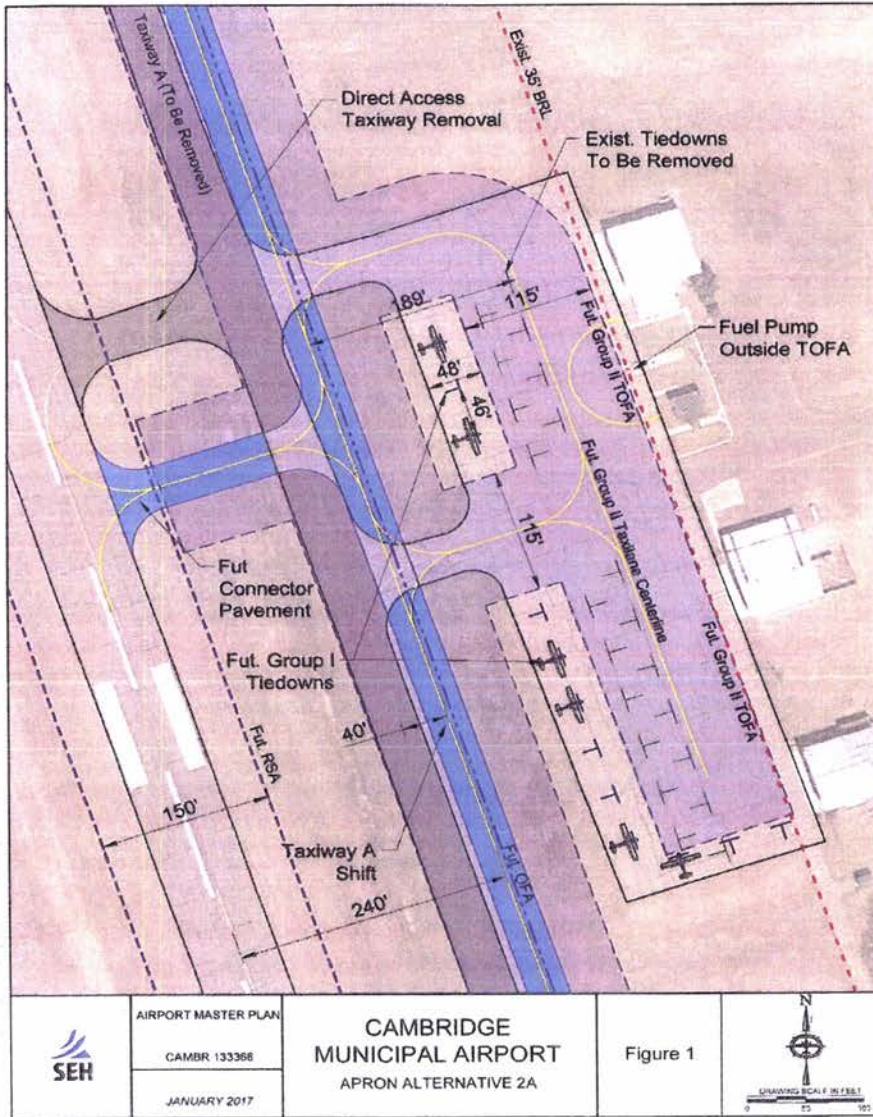 Taxiway A (To Be Removed)
Direct Access
Taxiway Removal
Exist. 35' BRL
Exist. Tiedowns
To Be Removed
189'
115'
Fut. Group II TOFA
Fuel Pump
Outside TOFA
48'
46'
Fut. Group II Taxilane Centerline
115'
Fut
Connector
Pavement
Fut. Group I
Tiedowns
Fut. Group II TOFA
40'
Fut. RSA
150'
Taxiway A
Shift
Fut. OFA
240'
SEH
AIRPORT MASTER PLAN
CAMBR 133366
JANUARY 2017
CAMBRIDGE
MUNICIPAL AIRPORT
APRON ALTERNATIVE 2A
Figure 1
N
DRAWING SCALE IN FEET
0